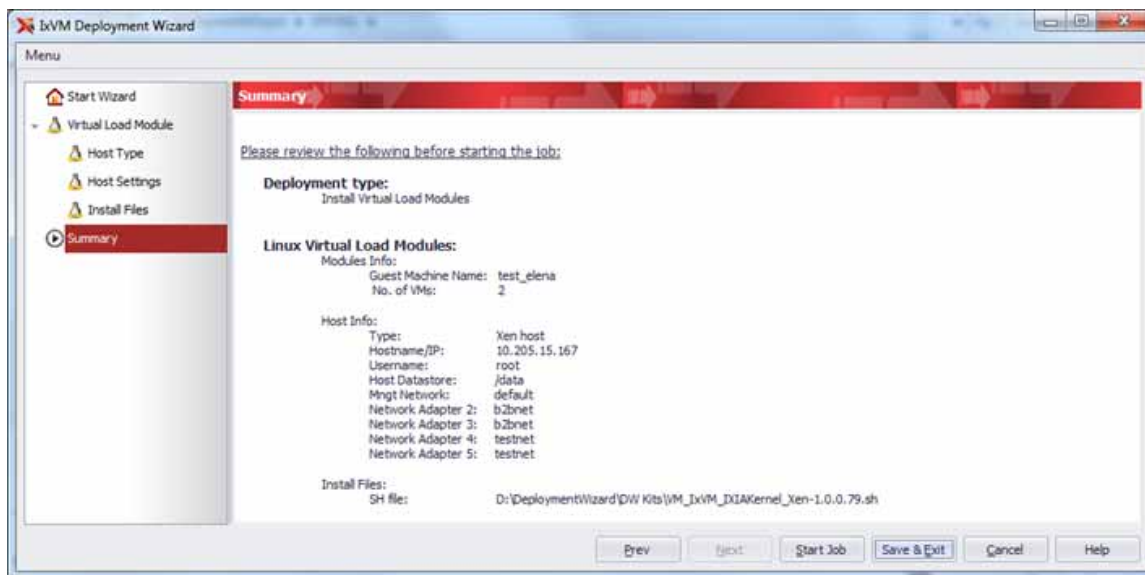 IxVM Deployment Wizard
Menu
Start Wizard
Virtual Load Module
Host Type
Host Settings
Install Files
Summary
Summary
Please review the following before starting the job:
Deployment type:
Install Virtual Load Modules
Linux Virtual Load Modules:
Modules Info:
Guest Machine Name: test_elena
No. of VMs: 2
Host Info:
Type: Xen host
Hostname/IP: 10.205.15.167
Username: root
Host Datastore: /data
Mngt Network: default
Network Adapter 2: b2bnet
Network Adapter 3: b2bnet
Network Adapter 4: testnet
Network Adapter 5: testnet
Install Files:
SH file: D:\DeploymentWizard\DW Kits\VM_IxVM_IXIAKernel_Xen-1.0.0.79.sh
Prev Next Start Job Save & Exit Cancel Help